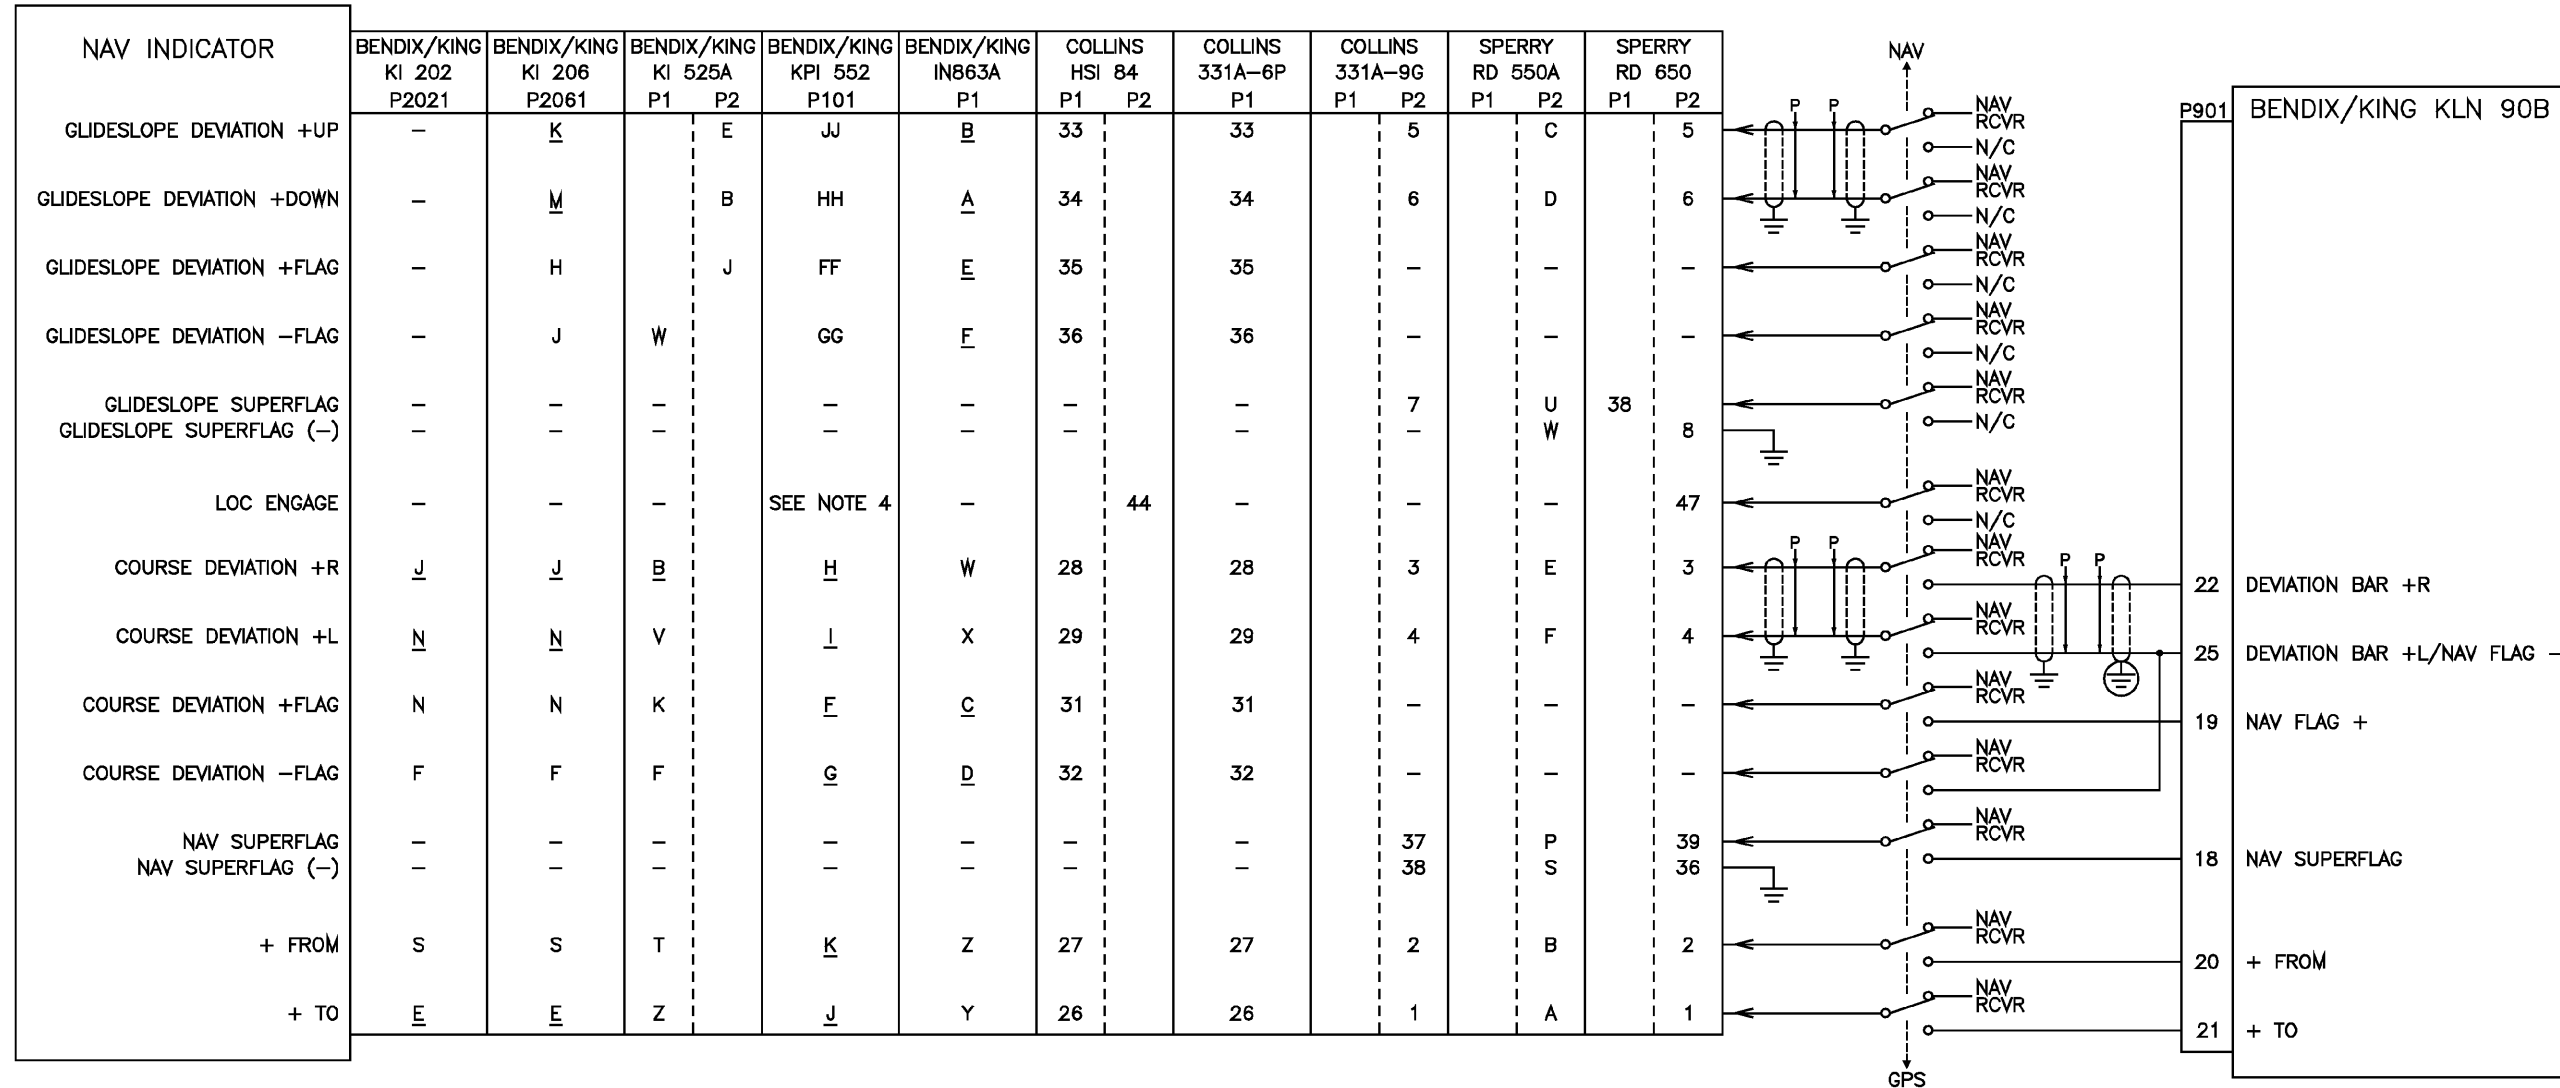 NAV INDICATOR
BENDIX/KING BENDIX/KING BENDIX/KING BENDIX/KING BENDIX/KING COLLINS COLLINS COLLINS SPERRY SPERRY
KI 202 KI 206 KI 525A KPI 552 IN863A HSI 84 331A-6P 331A-9G RD 550A RD 650
P2021 P2061 P1 P2 P101 P1 P1 P2 P1 P1 P2 P1 P2 P1 P2
NAV
P901 BENDIX/KING KLN 90B
P P
GLIDESLOPE DEVIATION +UP - K E JJ B 33 33 5 C 5
NAV
RCVR
N/C
GLIDESLOPE DEVIATION +DOWN - M B HH A 34 34 6 D 6
NAV
RCVR
N/C
GLIDESLOPE DEVIATION +FLAG - H J FF E 35 35 - - -
NAV
RCVR
N/C
GLIDESLOPE DEVIATION -FLAG - J W GG F 36 36 - - -
NAV
RCVR
N/C
GLIDESLOPE SUPERFLAG - - - - - - - 7 U 38
NAV
RCVR
N/C
GLIDESLOPE SUPERFLAG (-) - - - - - - - - W 8
LOC ENGAGE - - - SEE NOTE 4 - 44 - - - 47
NAV
RCVR
N/C
P P
COURSE DEVIATION +R J J B H W 28 28 3 E 3
NAV
RCVR
P P
22 DEVIATION BAR +R
COURSE DEVIATION +L N N V I X 29 29 4 F 4
NAV
RCVR
25 DEVIATION BAR +L/NAV FLAG -
COURSE DEVIATION +FLAG N N K F C 31 31 - - -
NAV
RCVR
19 NAV FLAG +
COURSE DEVIATION -FLAG F F F G D 32 32 - - -
NAV
RCVR
NAV SUPERFLAG - - - - - - - 37 P 39
NAV
RCVR
18 NAV SUPERFLAG
NAV SUPERFLAG (-) - - - - - - - 38 S 36
+ FROM S S T K Z 27 27 2 B 2
NAV
RCVR
20 + FROM
+ TO E E Z J Y 26 26 1 A 1
NAV
RCVR
21 + TO
GPS